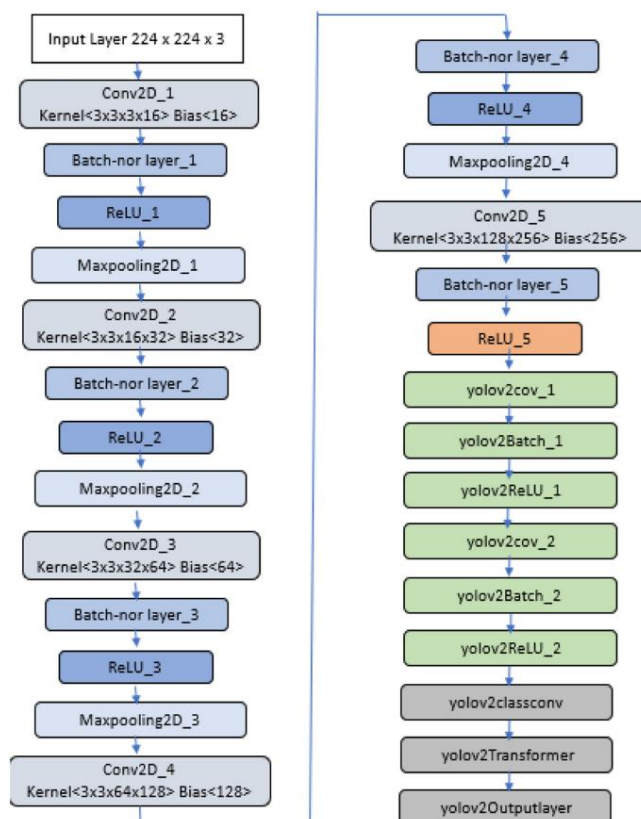 Input Layer 224 x 224 x 3
Conv2D_1
Kernel<3x3x3x16> Bias<16>
Batch-nor layer_1
ReLU_1
Maxpooling2D_1
Conv2D_2
Kernel<3x3x16x32> Bias<32>
Batch-nor layer_2
ReLU_2
Maxpooling2D_2
Conv2D_3
Kernel<3x3x32x64> Bias<64>
Batch-nor layer_3
ReLU_3
Maxpooling2D_3
Conv2D_4
Kernel<3x3x64x128> Bias<128>
Batch-nor layer_4
ReLU_4
Maxpooling2D_4
Conv2D_5
Kernel<3x3x128x256> Bias<256>
Batch-nor layer_5
ReLU_5
yolov2cov_1
yolov2Batch_1
yolov2ReLU_1
yolov2cov_2
yolov2Batch_2
yolov2ReLU_2
yolov2classconv
yolov2Transformer
yolov2Outputlayer